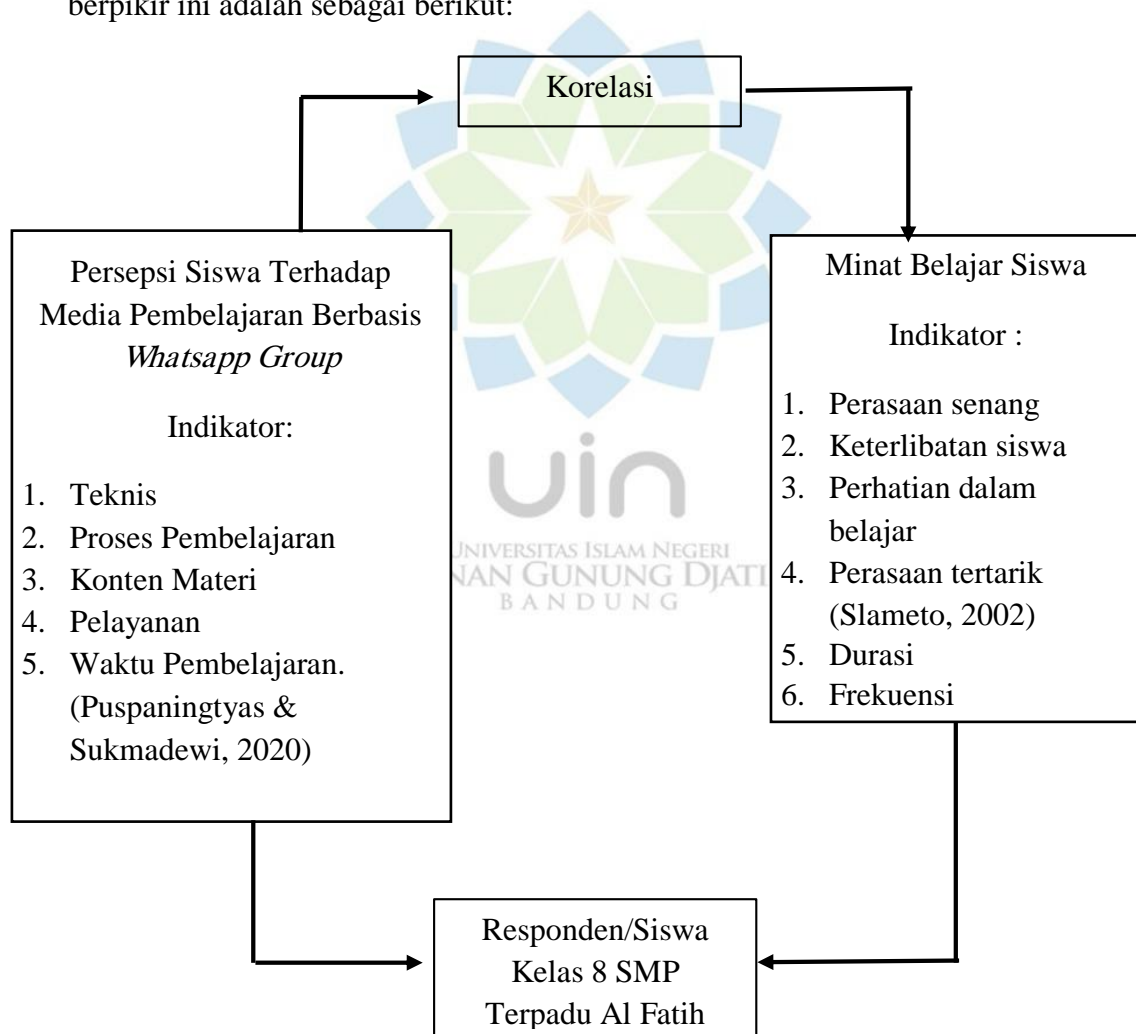 berpikir ini adalah sebagai berikut:
Korelasi
Persepsi Siswa Terhadap
Media Pembelajaran Berbasis
Whatsapp Group
Indikator:
1. Teknis
2. Proses Pembelajaran
3. Konten Materi
4. Pelayanan
5. Waktu Pembelajaran.
(Puspaningtyas &
Sukmadewi, 2020)
Minat Belajar Siswa
Indikator :
1. Perasaan senang
2. Keterlibatan siswa
3. Perhatian dalam
belajar
4. Perasaan tertarik
(Slameto, 2002)
5. Durasi
6. Frekuensi
uin
UNIVERSITAS ISLAM NEGERI
GUNUNG DJATI
BANDUNG
Responden/Siswa
Kelas 8 SMP
Terpadu Al Fatih